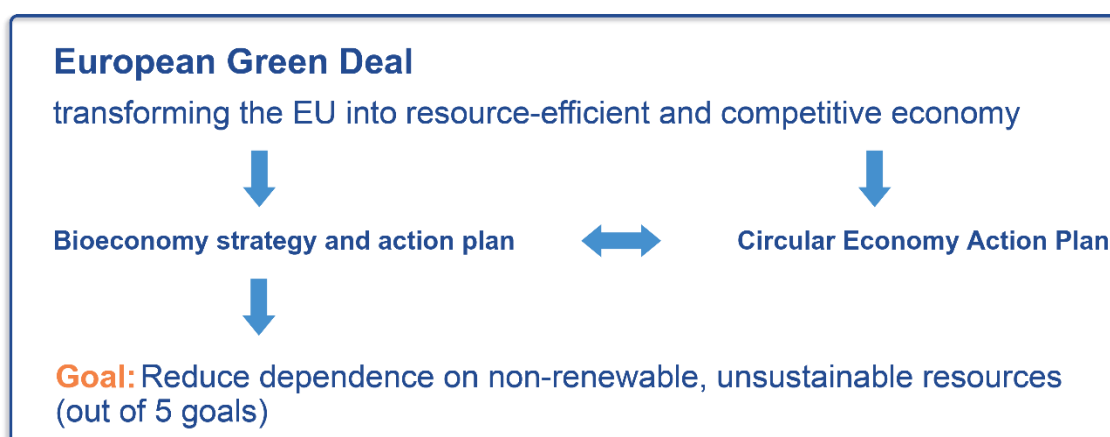 European Green Deal
transforming the EU into resource-efficient and competitive economy
Bioeconomy strategy and action plan
Circular Economy Action Plan
Goal: Reduce dependence on non-renewable, unsustainable resources
(out of 5 goals)